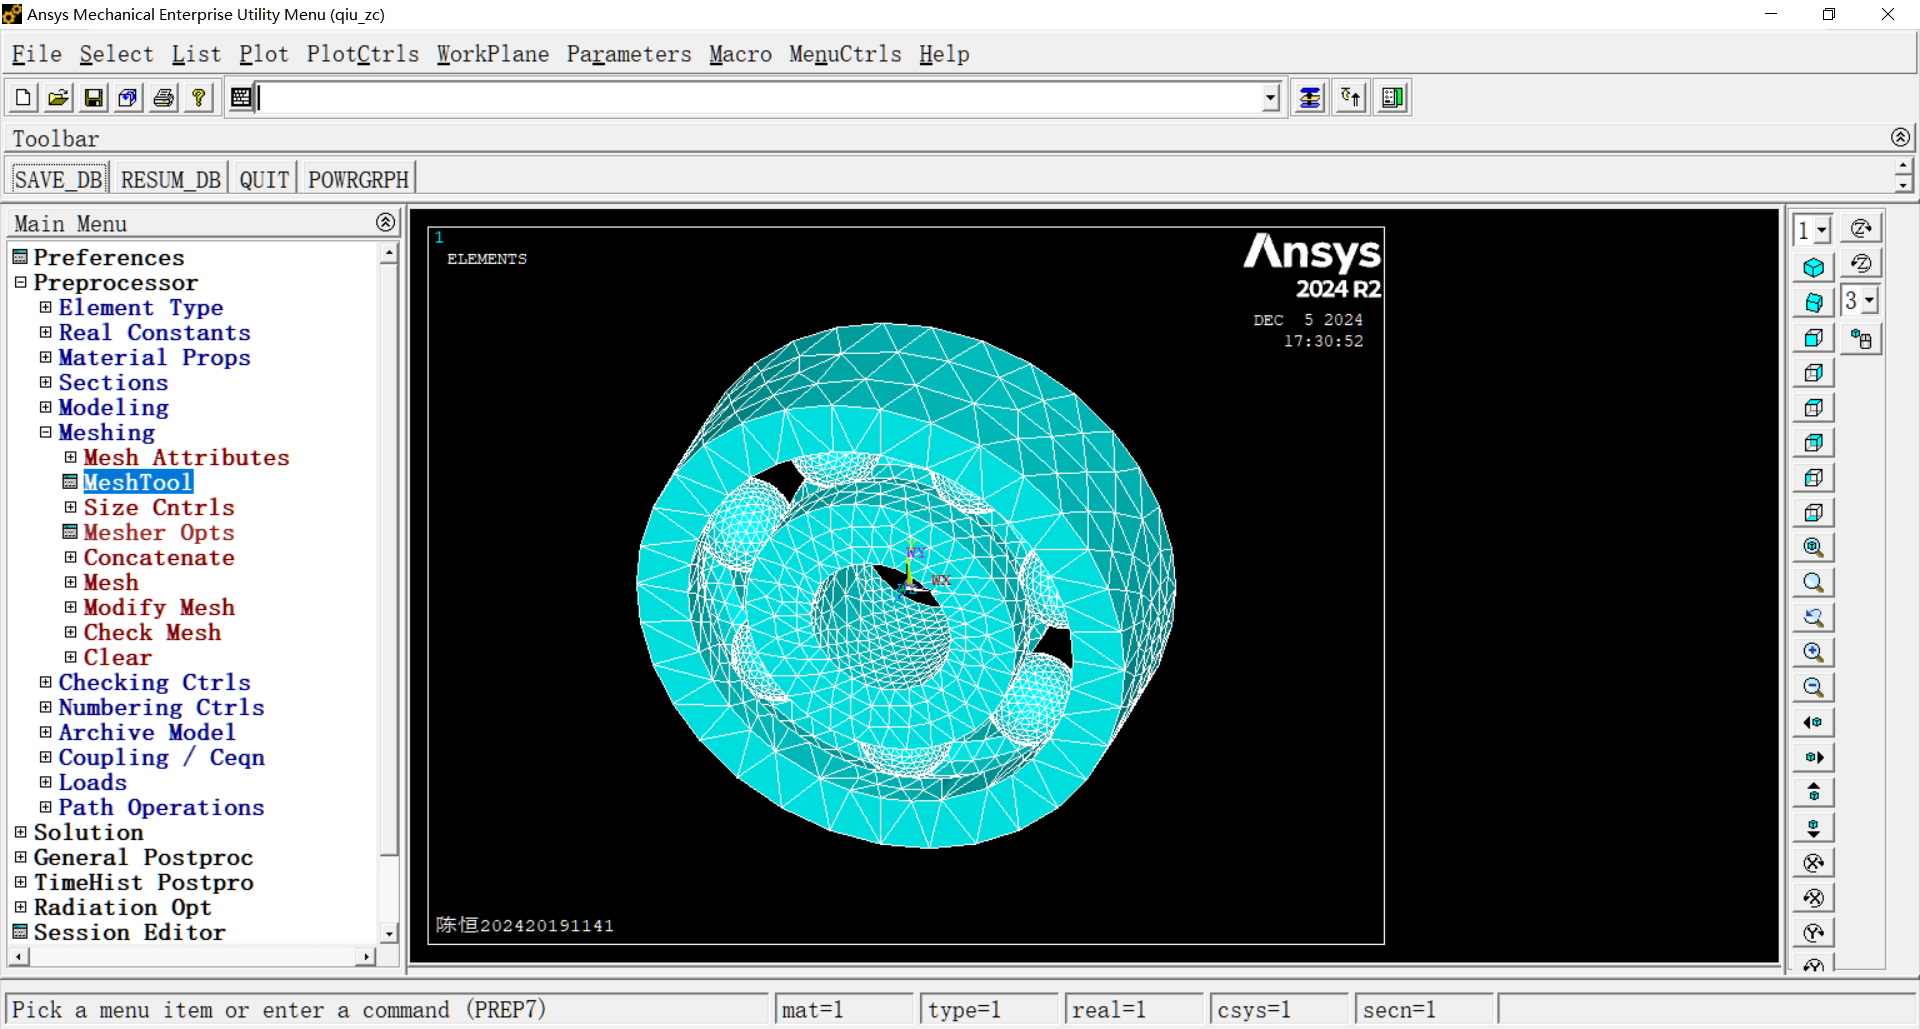 Ansys Mechanical Enterprise Utility Menu (qiu_zc)
File Select List Plot PlotCtrls WorkPlane Parameters Macro MenuCtrls Help
Toolbar
SAVE_DB RESUM_DB QUIT POWRGRPH
Main Menu
Preferences
Preprocessor
Element Type
Real Constants
Material Props
Sections
Modeling
Meshing
Mesh Attributes
MeshTool
Size Cntrls
Mesher Opts
Concatenate
Mesh
Modify Mesh
Check Mesh
Clear
Checking Ctrls
Numbering Ctrls
Archive Model
Coupling / Ceqn
Loads
Path Operations
Solution
General Postproc
TimeHist Postpro
Radiation Opt
Session Editor
1
ELEMENTS
Ansys
2024 R2
DEC 5 2024
17:30:52
WY
WX
陈恒202420191141
1
3
Pick a menu item or enter a command (PREP7) mat=1 type=1 real=1 csys=1 secn=1